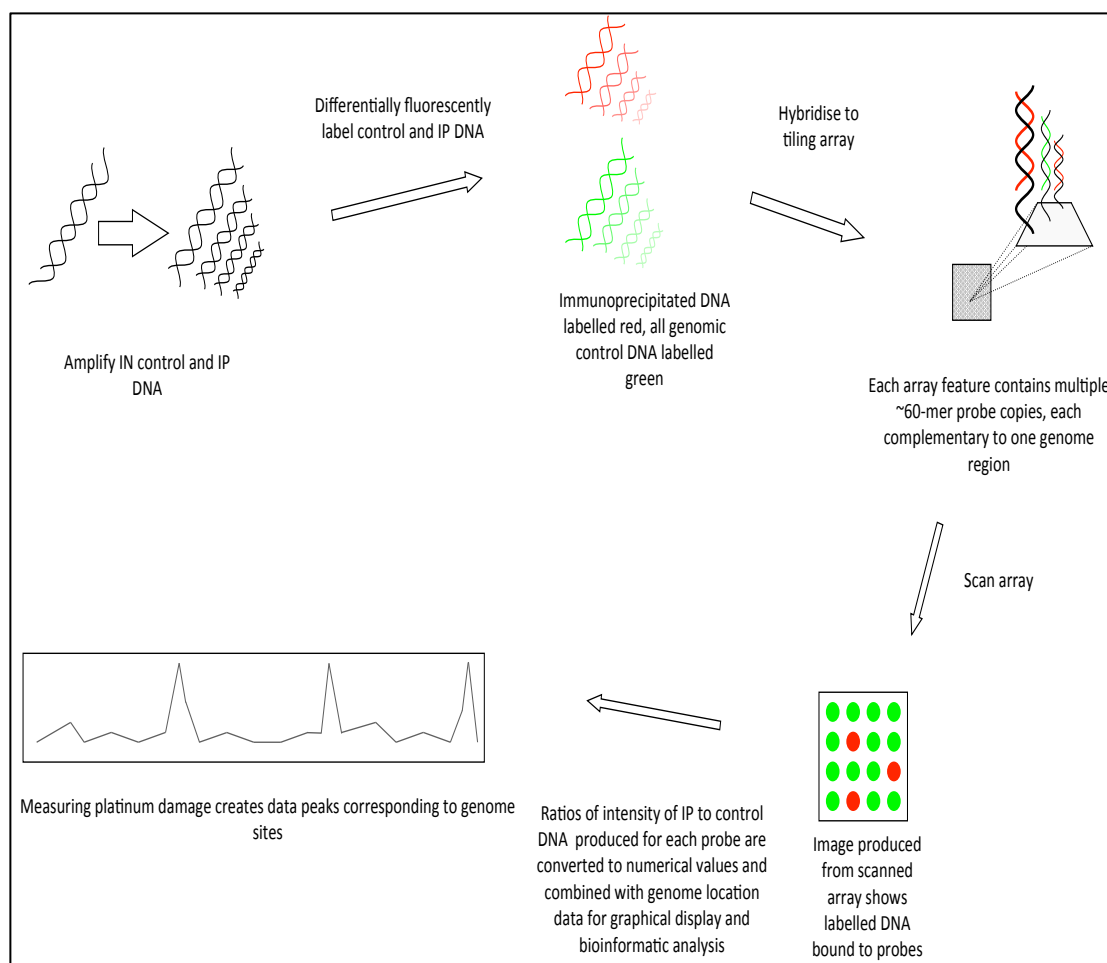 Differentially fluorescently
label control and IP DNA
Hybridise to
tiling array
Amplify IN control and IP
DNA
Immunoprecipitated DNA
labelled red, all genomic
control DNA labelled
green
Each array feature contains multiple
~60-mer probe copies, each
complementary to one genome
region
Scan array
Image produced
from scanned
array shows
labelled DNA
bound to probes
Ratios of intensity of IP to control
DNA produced for each probe are
converted to numerical values and
combined with genome location
data for graphical display and
bioinformatic analysis
Measuring platinum damage creates data peaks corresponding to genome
sites